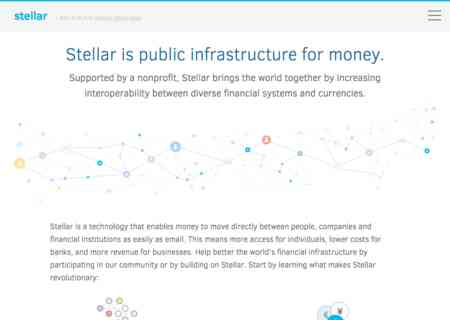 stellar
Stellar is public infrastructure for money.
Supported by a nonprofit, Stellar brings the world together by increasing
interoperability between diverse financial systems and currencies.
Stellar is a technology that enables money to move directly between people, companies and
financial institutions as easily as email. This means more access for individuals, lower costs for
banks, and more revenue for businesses. Help better the world's financial infrastructure by
participating in our community or by building on Stellar. Start by learning what makes Stellar
revolutionary: